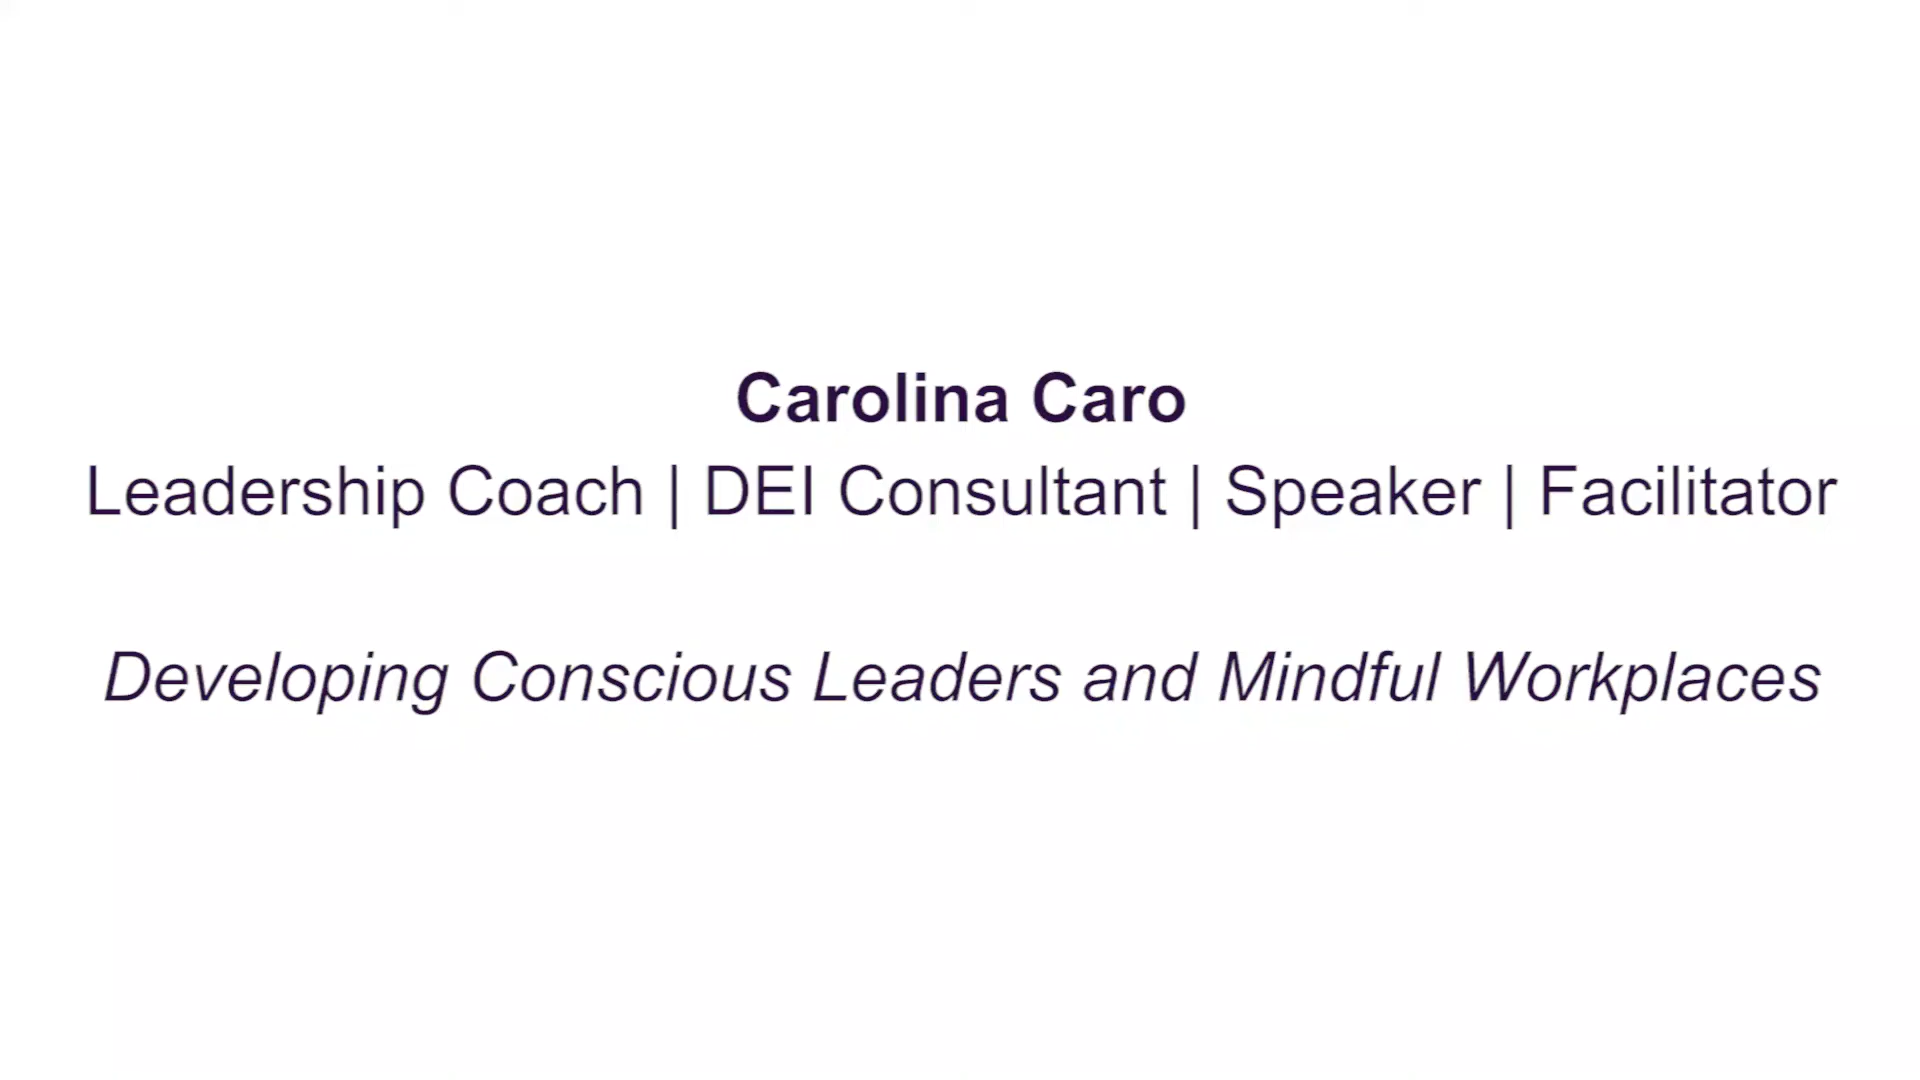 Carolina Caro
Leadership Coach | DEI Consultant | Speaker | Facilitator
Developing Conscious Leaders and Mindful Workplaces